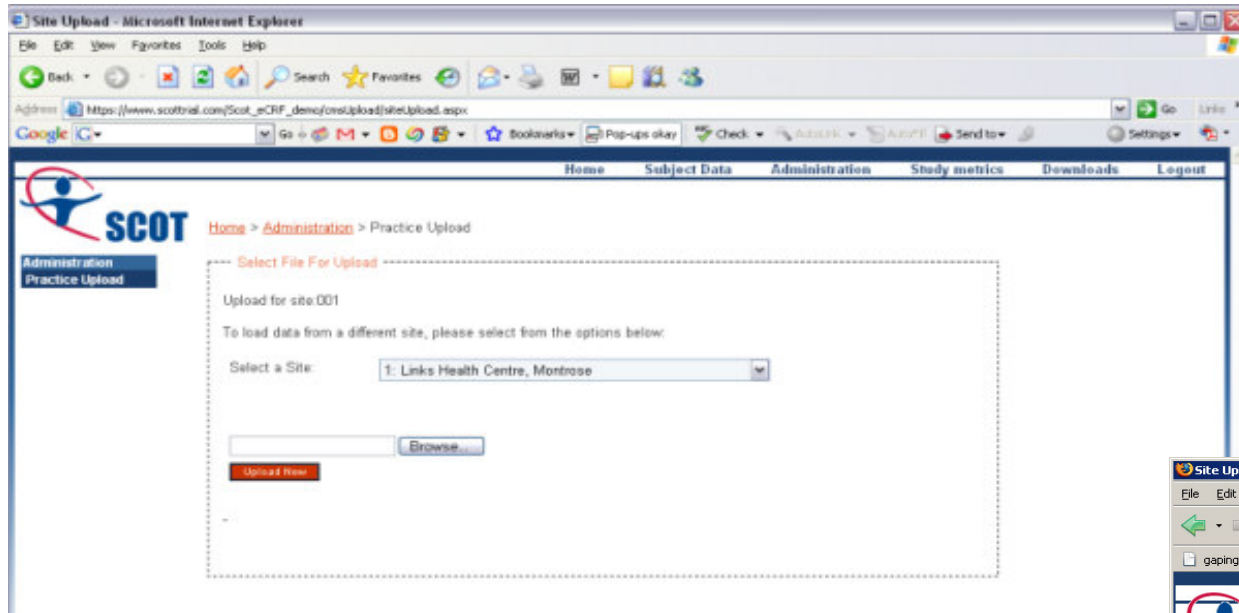 Site Upload - Microsoft Internet Explorer
File Edit View Favorites Tools Help
Back Search Favorites
Address https://www.scottrial.com/Scot_eCRF_demo/cmsUpload/siteUpload.aspx Go Links
Google G Go Bookmarks Pop-ups okay Check AutoLink AutoFill Send to Settings
Home Subject Data Administration Study metrics Downloads Logout
SCOT
Home > Administration > Practice Upload
Administration
Practice Upload
Select File For Upload
Upload for site:001
To load data from a different site, please select from the options below:
Select a Site: 1: Links Health Centre, Montrose
Browse...
Upload Now
-
Site Up
File Edit
gaping